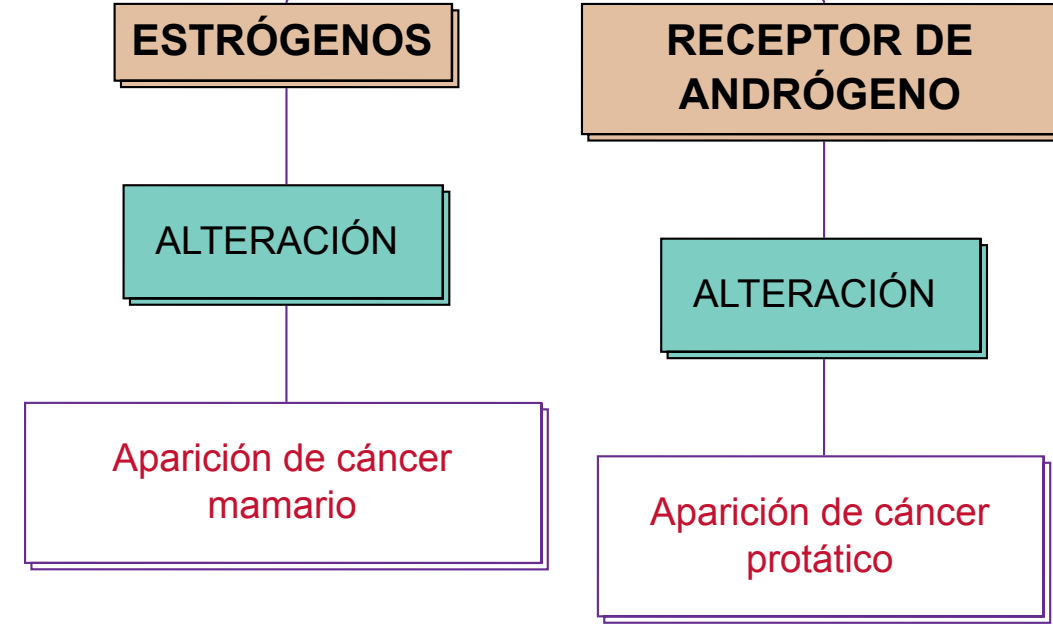 ESTRÓGENOS
ALTERACIÓN
Aparición de cáncer
mamario
RECEPTOR DE
ANDRÓGENO
ALTERACIÓN
Aparición de cáncer
protático